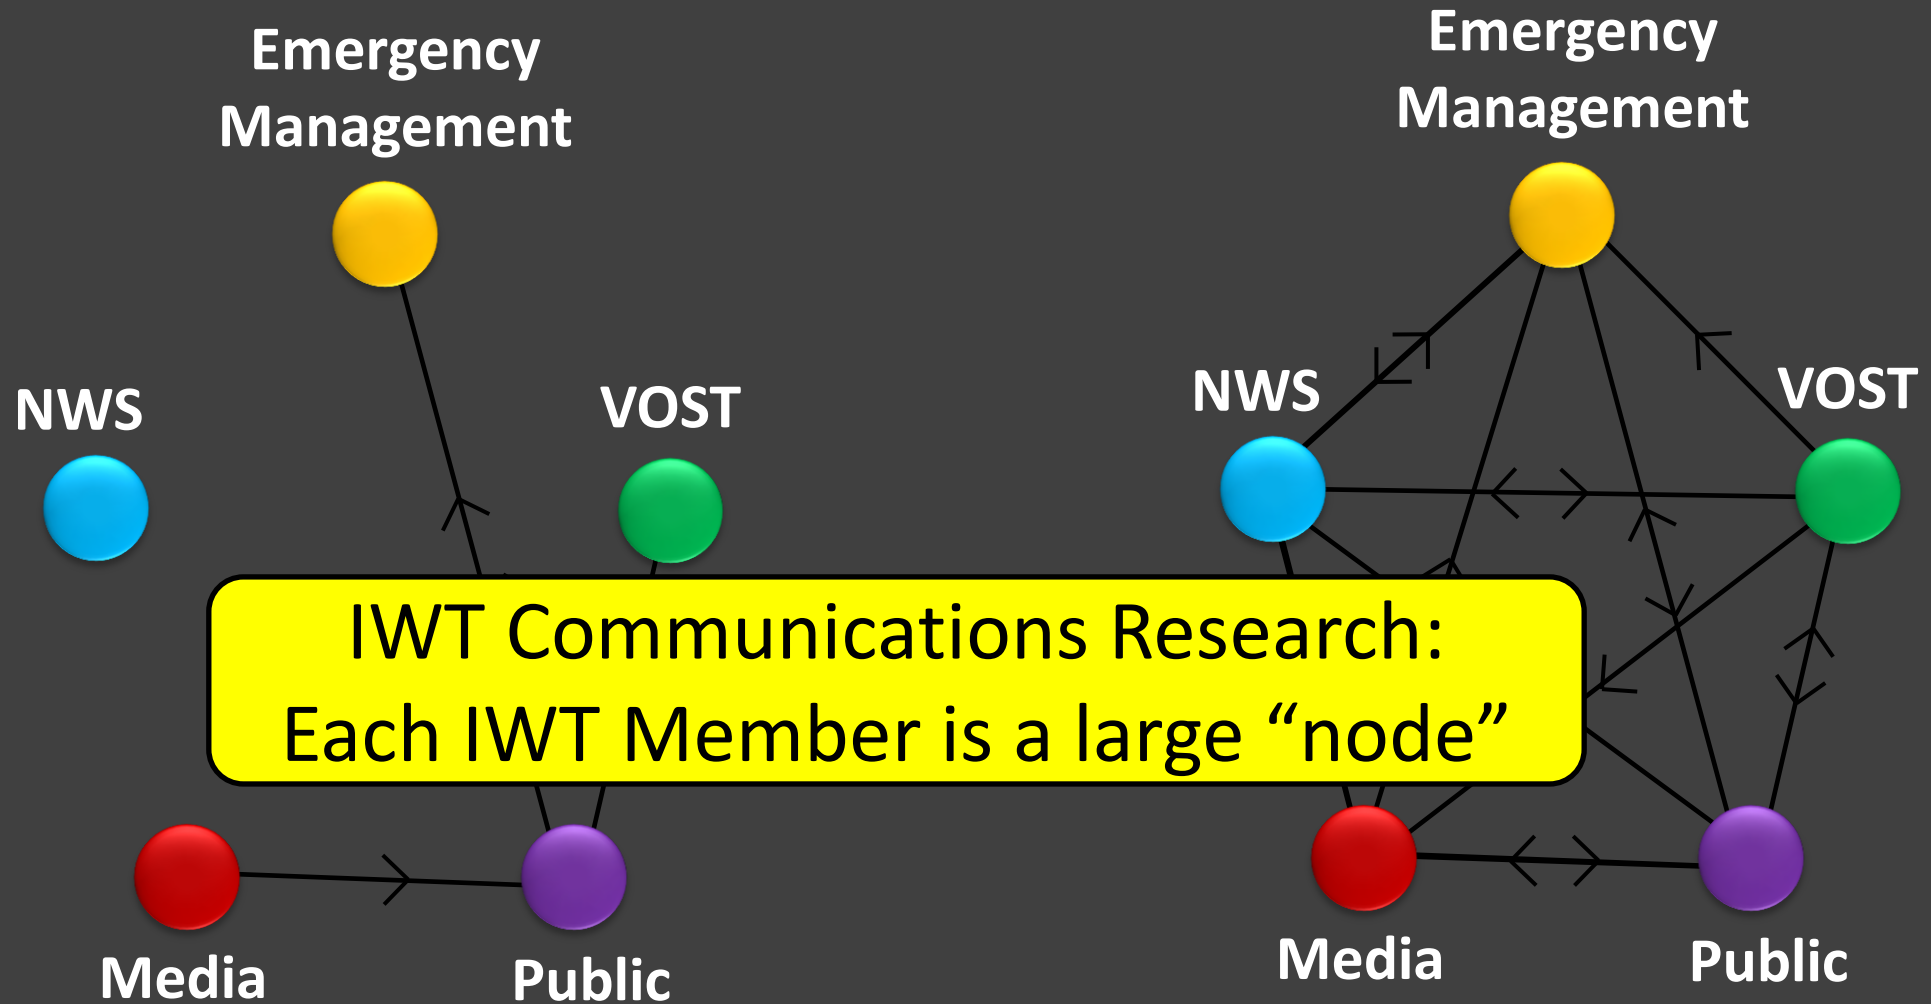 Emergency
Management
NWS
VOST
Media
Public
Emergency
Management
NWS
VOST
Media
Public
IWT Communications Research:
Each IWT Member is a large “node”